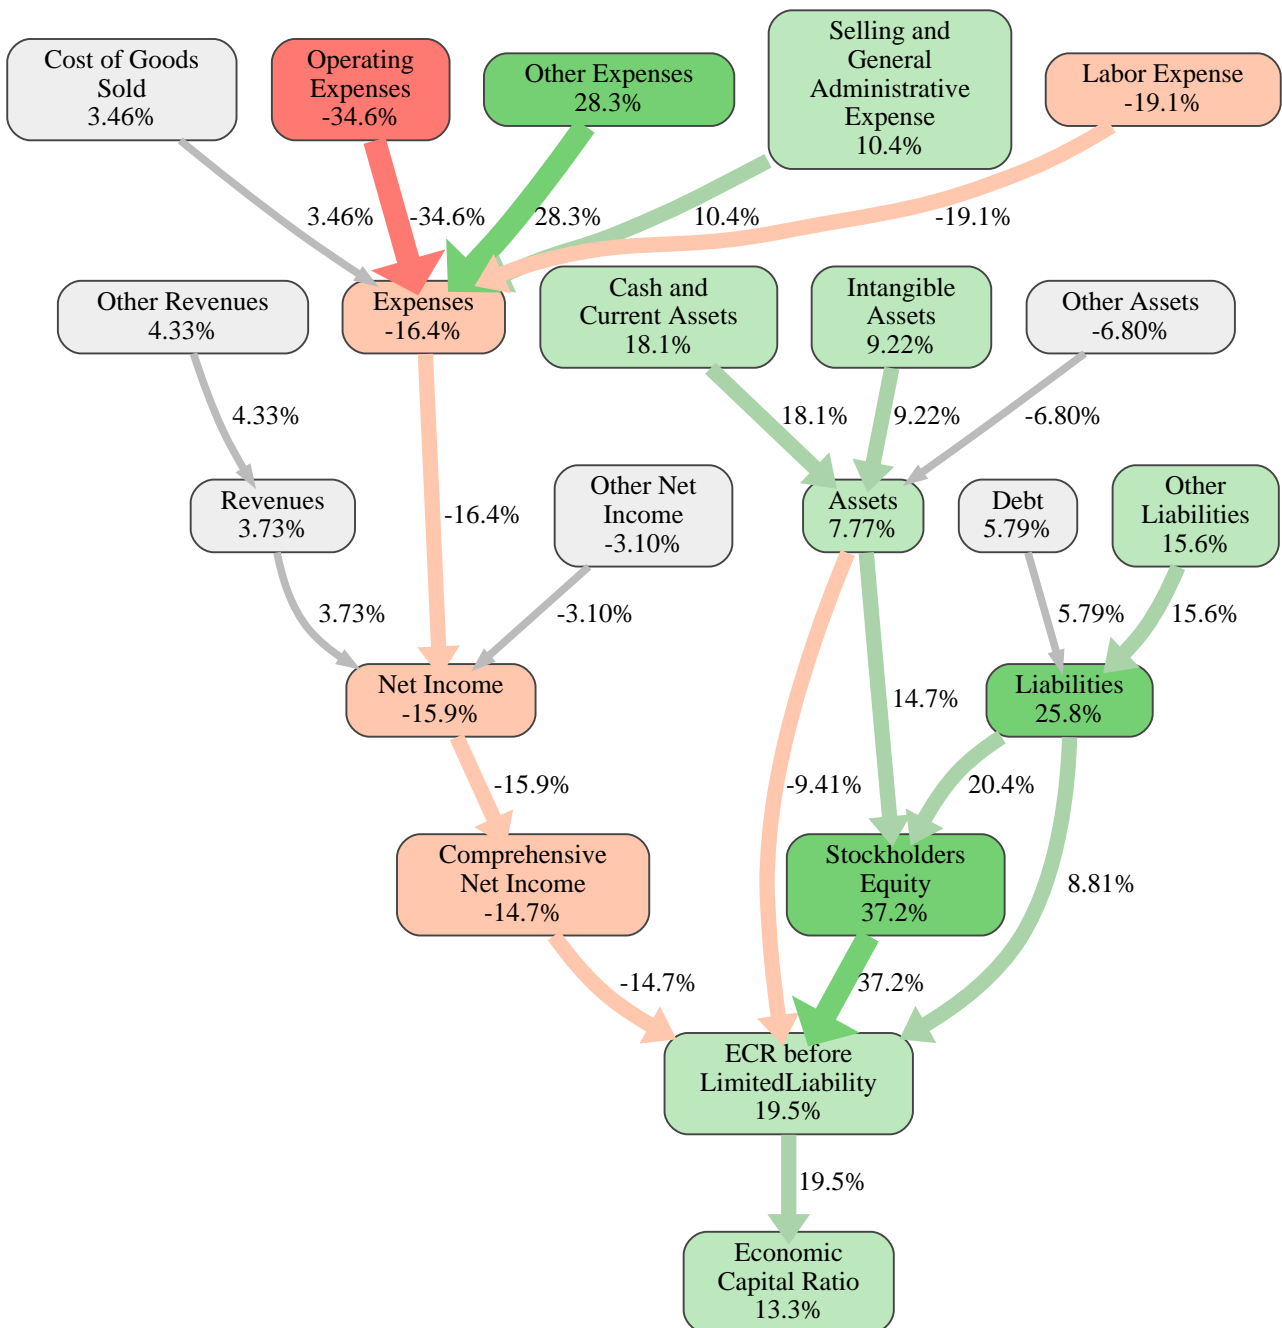 Cost of Goods
Sold
3.46%
Operating
Expenses
-34.6%
Other Expenses
28.3%
Selling and
General
Administrative
Expense
10.4%
Labor Expense
-19.1%
3.46%
-34.6%
28.3%
10.4%
-19.1%
Other Revenues
4.33%
Expenses
-16.4%
Cash and
Current Assets
18.1%
Intangible
Assets
9.22%
Other Assets
-6.80%
4.33%
18.1%
9.22%
-6.80%
Revenues
3.73%
-16.4%
Other Net
Income
-3.10%
Assets
7.77%
Debt
5.79%
Other
Liabilities
15.6%
3.73%
-3.10%
5.79%
15.6%
Net Income
-15.9%
14.7%
Liabilities
25.8%
-15.9%
-9.41%
20.4%
Comprehensive
Net Income
-14.7%
Stockholders
Equity
37.2%
8.81%
-14.7%
37.2%
ECR before
LimitedLiability
19.5%
19.5%
Economic
Capital Ratio
13.3%